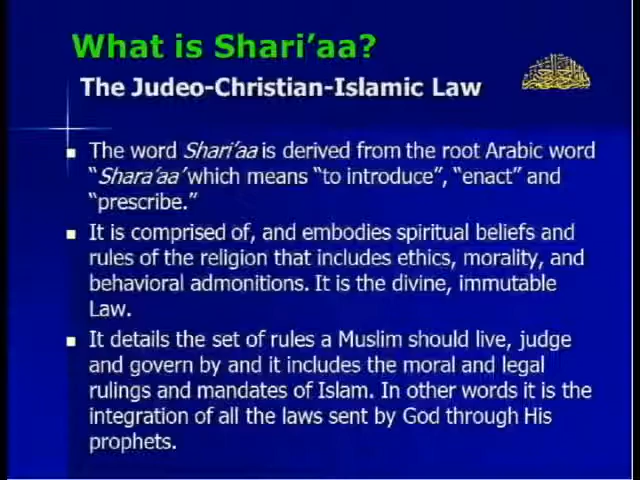 What is Shari'aa?
The Judeo-Christian-Islamic Law
The word Shari'aa is derived from the root Arabic word
"Shara'aa' which means "to introduce", "enact" and
"prescribe."
It is comprised of, and embodies spiritual beliefs and
rules of the religion that includes ethics, morality, and
behavioral admonitions. It is the divine, immutable
Law.
It details the set of rules a Muslim should live, judge
and govern by and it includes the moral and legal
rulings and mandates of Islam. In other words it is the
integration of all the laws sent by God through His
prophets.